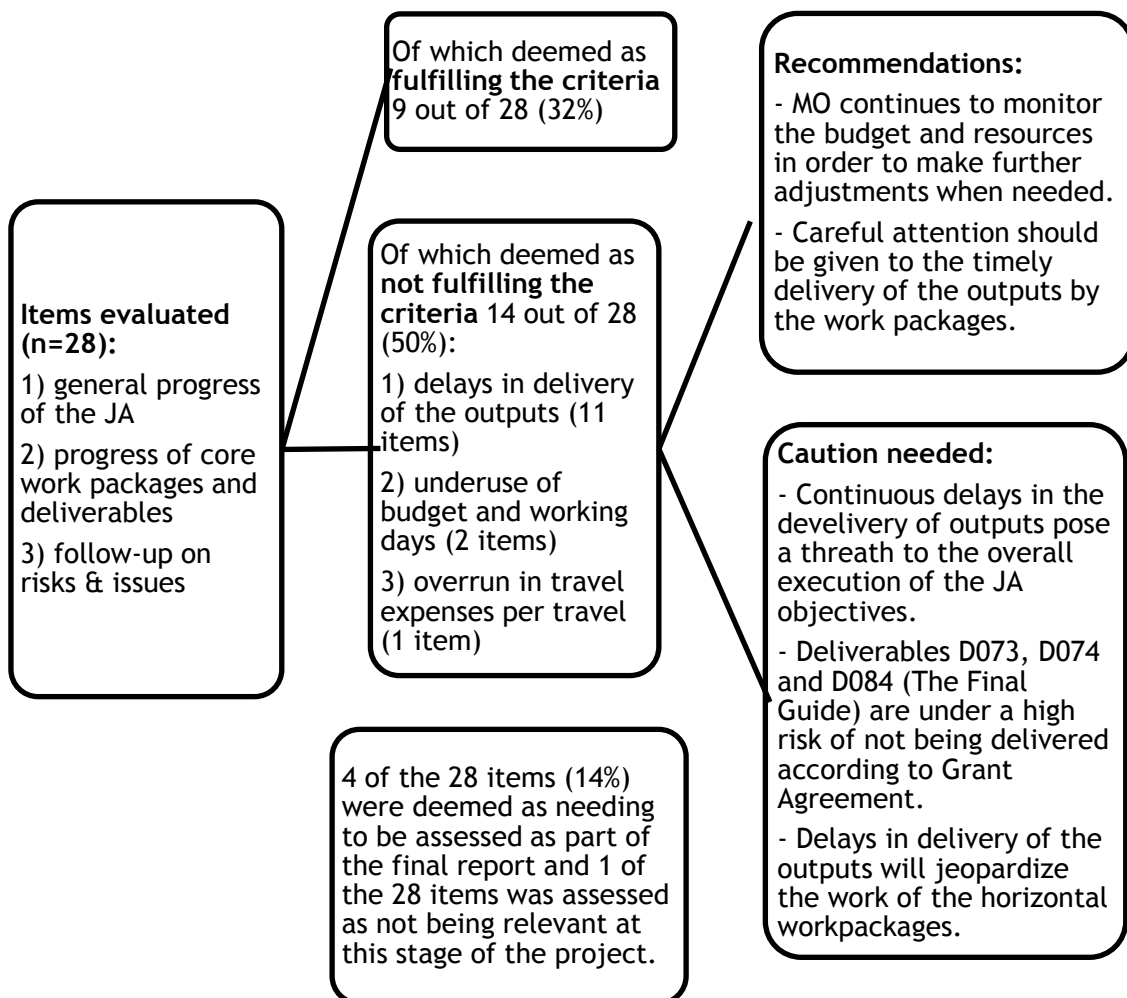 Items evaluated
(n=28):
1) general progress
of the JA
2) progress of core
work packages and
deliverables
3) follow-up on
risks & issues
Of which deemed as
fulfilling the criteria
9 out of 28 (32%)
Of which deemed as
not fulfilling the
criteria 14 out of 28
(50%):
1) delays in delivery
of the outputs (11
items)
2) underuse of
budget and working
days (2 items)
3) overrun in travel
expenses per travel
(1 item)
4 of the 28 items (14%)
were deemed as needing
to be assessed as part of
the final report and 1 of
the 28 items was assessed
as not being relevant at
this stage of the project.
Recommendations:
- MO continues to monitor
the budget and resources
in order to make further
adjustments when needed.
- Careful attention should
be given to the timely
delivery of the outputs by
the work packages.
Caution needed:
- Continuous delays in the
develivery of outputs pose
a threath to the overall
execution of the JA
objectives.
- Deliverables D073, D074
and D084 (The Final
Guide) are under a high
risk of not being delivered
according to Grant
Agreement.
- Delays in delivery of the
outputs will jeopardize
the work of the horizontal
workpackages.